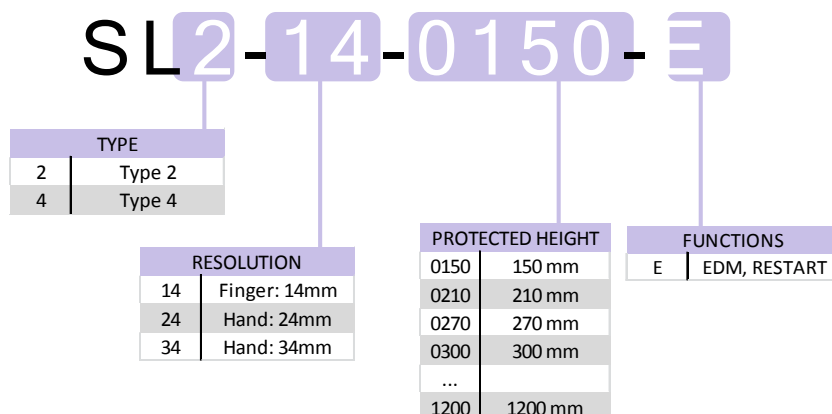 SL2-14-0150-E
TYPE
2 Type 2
4 Type 4
RESOLUTION
14 Finger: 14mm
24 Hand: 24mm
34 Hand: 34mm
PROTECTED HEIGHT
0150 150 mm
0210 210 mm
0270 270 mm
0300 300 mm
...
1200 1200 mm
FUNCTIONS
E EDM, RESTART